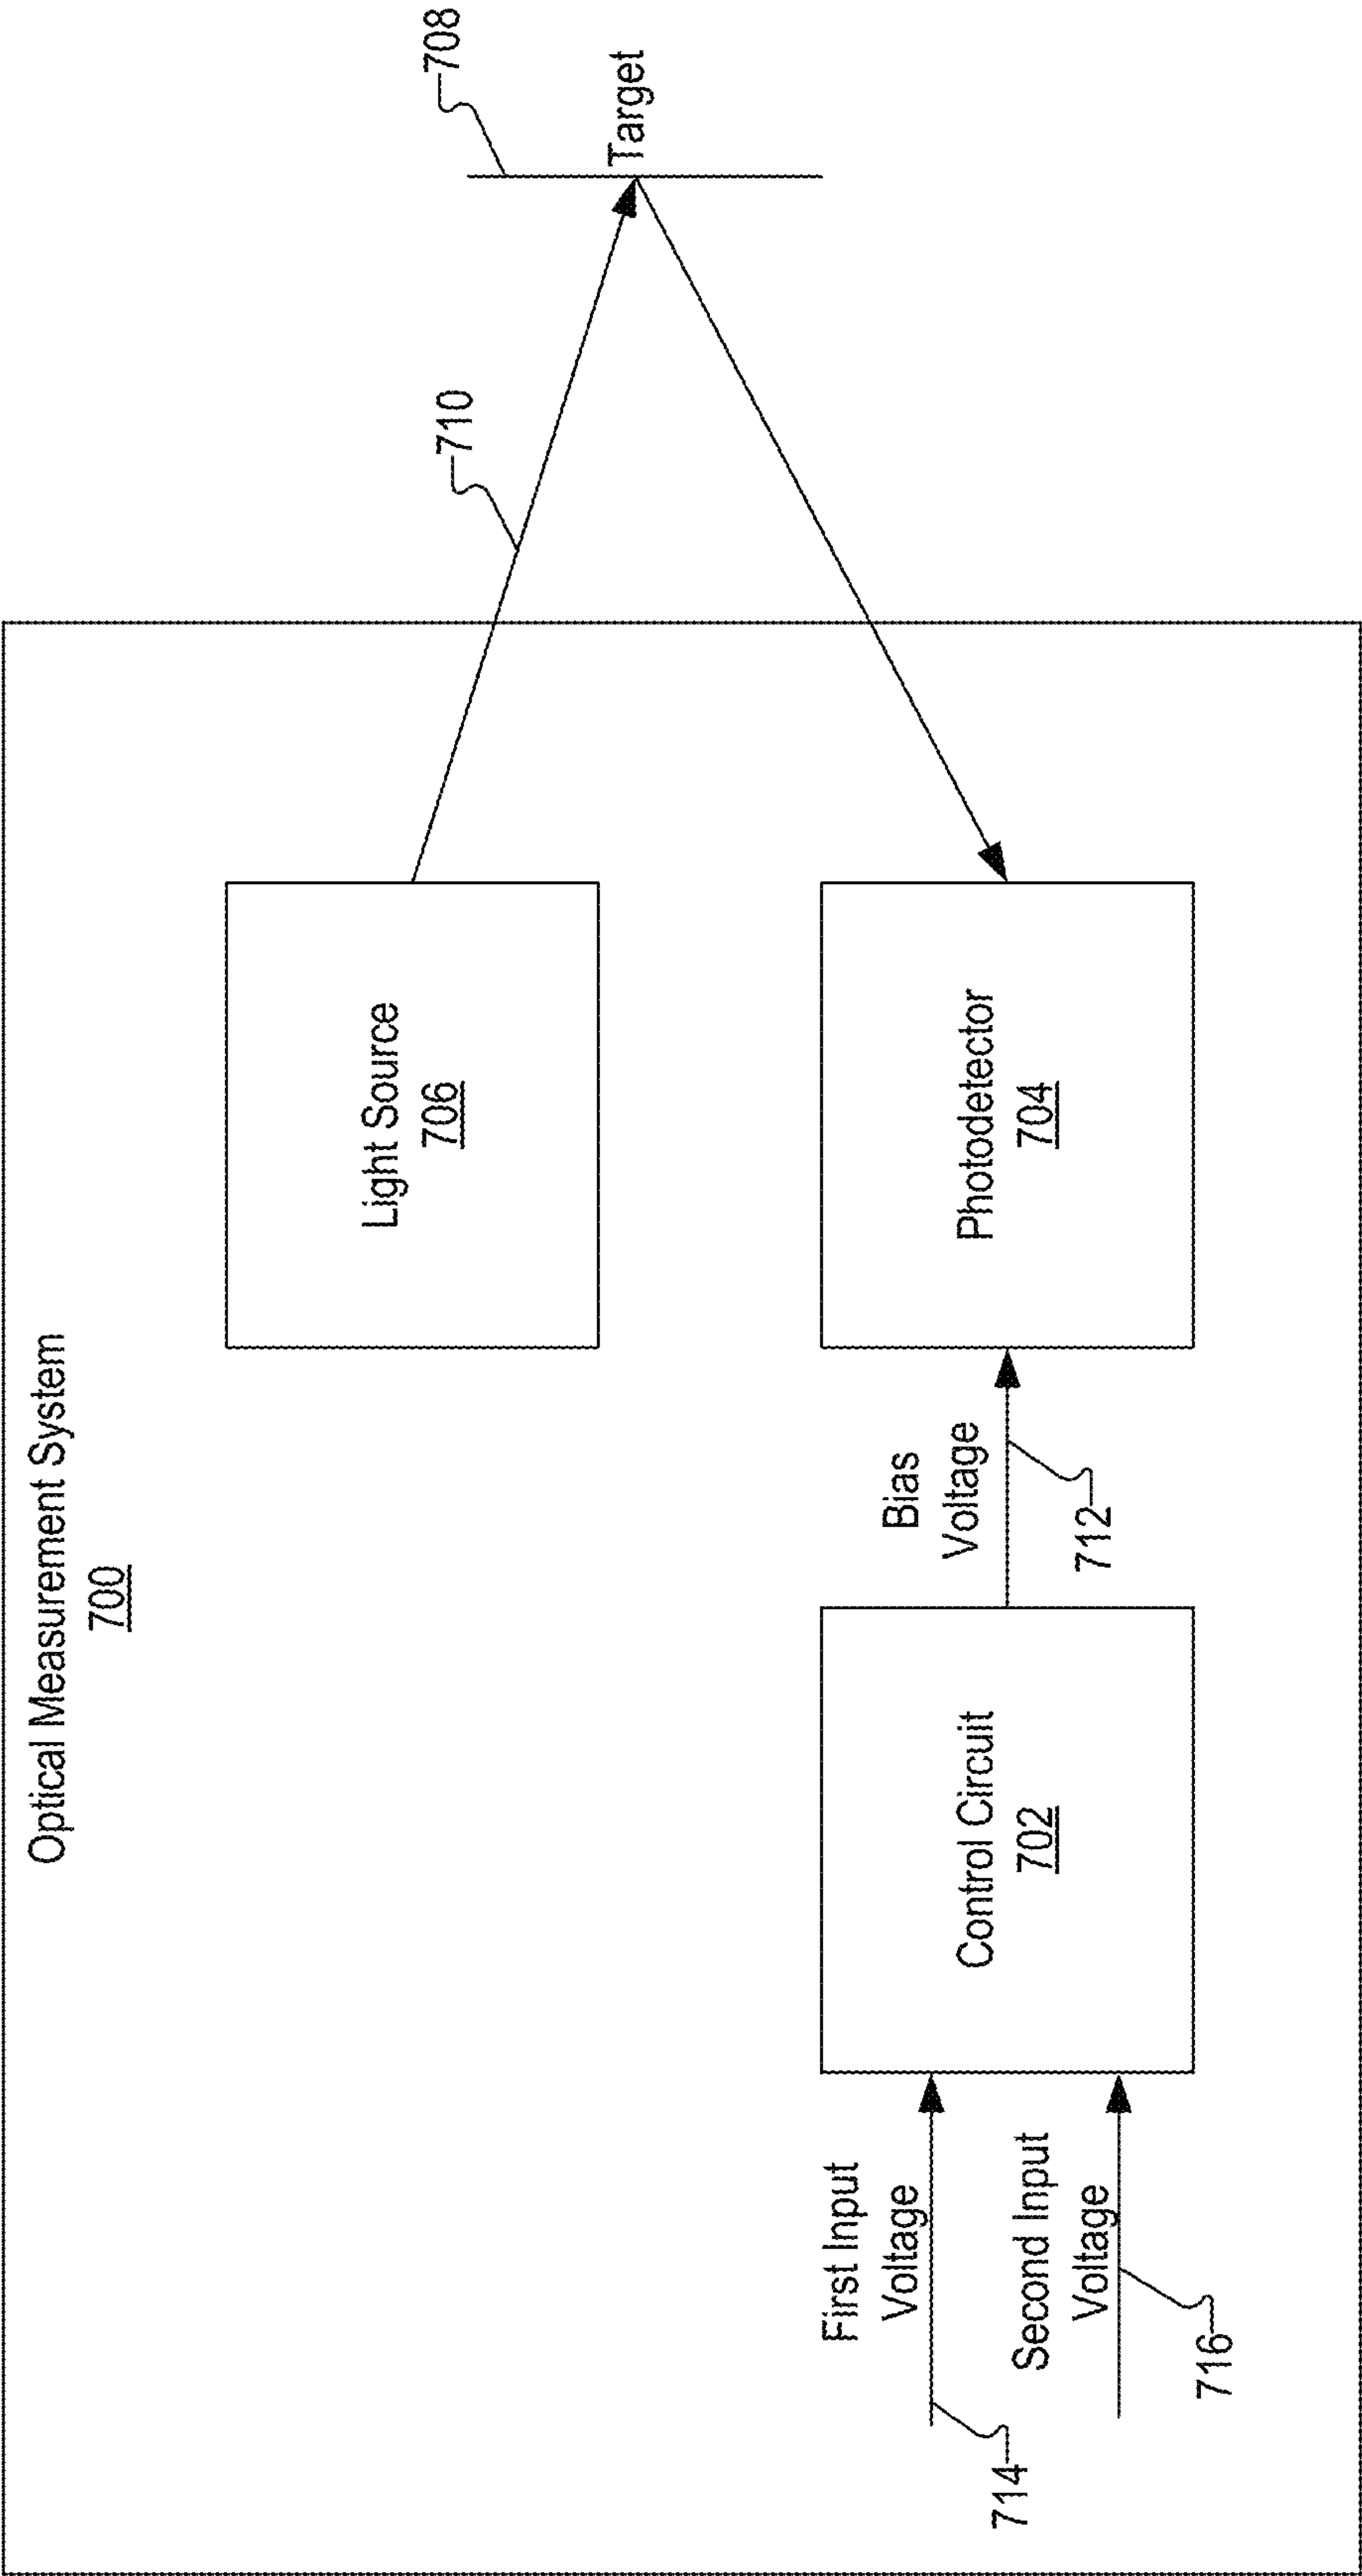 Optical Measurement System
700
Light Source
706
710
708
Target
First Input
Voltage
714
Second Input
Voltage
716
Control Circuit
702
Bias
Voltage
712
Photodetector
704